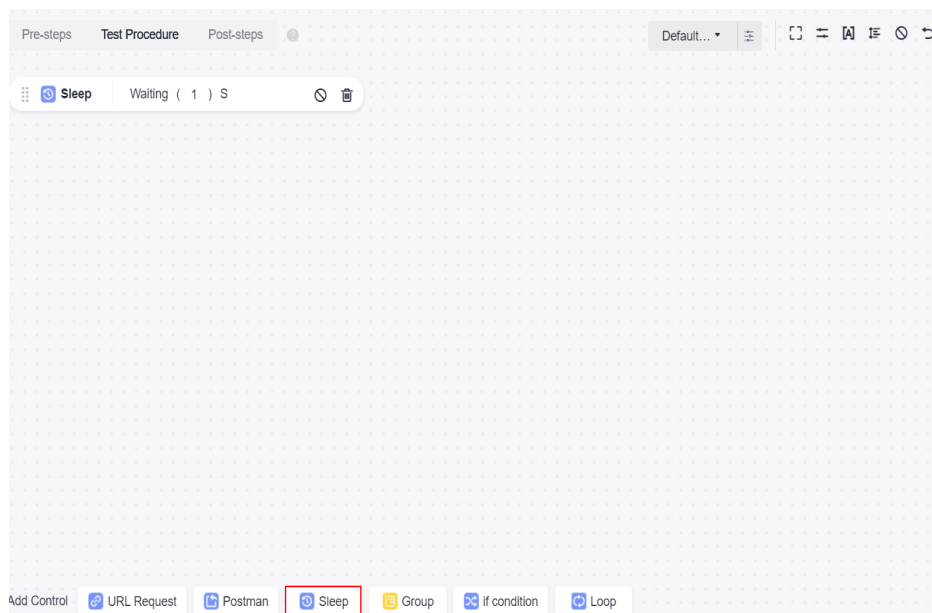 Pre-steps Test Procedure Post-steps ? Default... [A]
Sleep Waiting ( 1 ) S
Add Control URL Request Postman Sleep Group if condition Loop